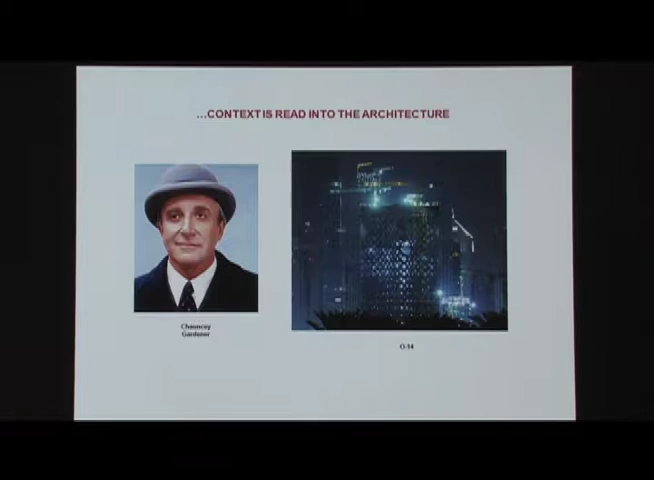 ...CONTEXT IS READ INTO THE ARCHITECTURE
Chauncey
Gardener
O-14